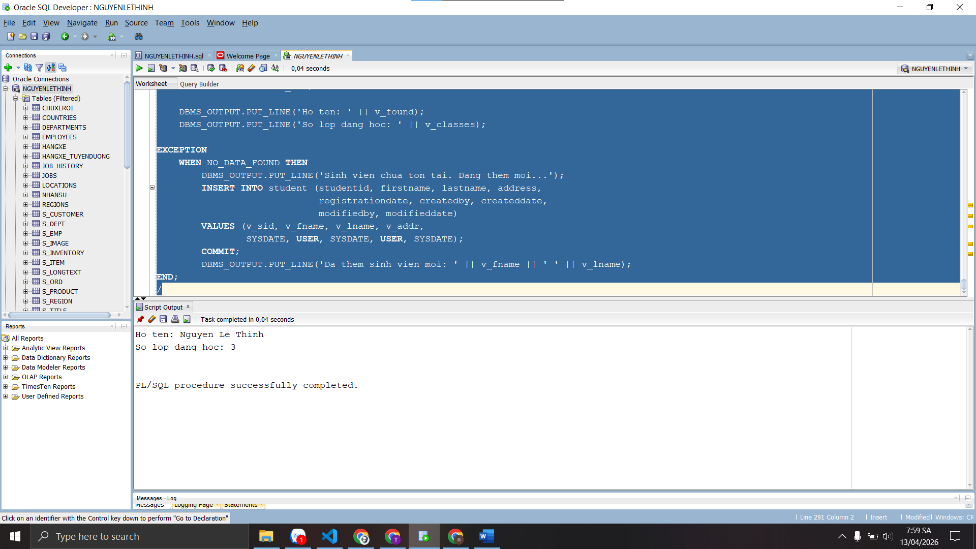 Oracle SQL Developer : NGUYENLETHINH
File Edit View Navigate Run Source Team Tools Window Help
Connections
NGUYENLETHINH.sql
Welcome Page
NGUYENLETHINH
0,04 seconds
NGUYENLETHINH
Worksheet
Query Builder
Oracle Connections
NGUYENLETHINH
Tables (Filtered)
CHUXEROI
COUNTRIES
DEPARTMENTS
EMPLOYEES
HANGXE
HANGXE_TUYENDUONG
JOB_HISTORY
JOBS
LOCATIONS
NHANSU
REGIONS
S_CUSTOMER
S_DEPT
S_EMP
S_IMAGE
S_INVENTORY
S_ITEM
S_LONGTEXT
S_ORD
S_PRODUCT
S_REGION
S_TITLE
DBMS_OUTPUT.PUT_LINE('Ho ten: ' || v_found);
DBMS_OUTPUT.PUT_LINE('So lop dang hoc: ' || v_classes);
EXCEPTION
WHEN NO_DATA_FOUND THEN
DBMS_OUTPUT.PUT_LINE('Sinh vien chua ton tai. Dang them moi...');
INSERT INTO student (studentid, firstname, lastname, address,
registrationdate, createdby, createddate,
modifiedby, modifieddate)
VALUES (v_sid, v_fname, v_lname, v_addr,
SYSDATE, USER, SYSDATE, USER, SYSDATE);
COMMIT;
DBMS_OUTPUT.PUT_LINE('Da them sinh vien moi: ' || v_fname || ' ' || v_lname);
END;
/
Script Output
Task completed in 0,04 seconds
Ho ten: Nguyen Le Thinh
So lop dang hoc: 3
PL/SQL procedure successfully completed.
Reports
All Reports
Analytic View Reports
Data Dictionary Reports
Data Modeler Reports
OLAP Reports
TimesTen Reports
User Defined Reports
Messages - Log
Messages
Logging Page
Statements
Click on an identifier with the Control key down to perform "Go to Declaration"
Line 291 Column 2
Insert
Modified
Windows: CF
Type here to search
7:59 SA
13/04/2026